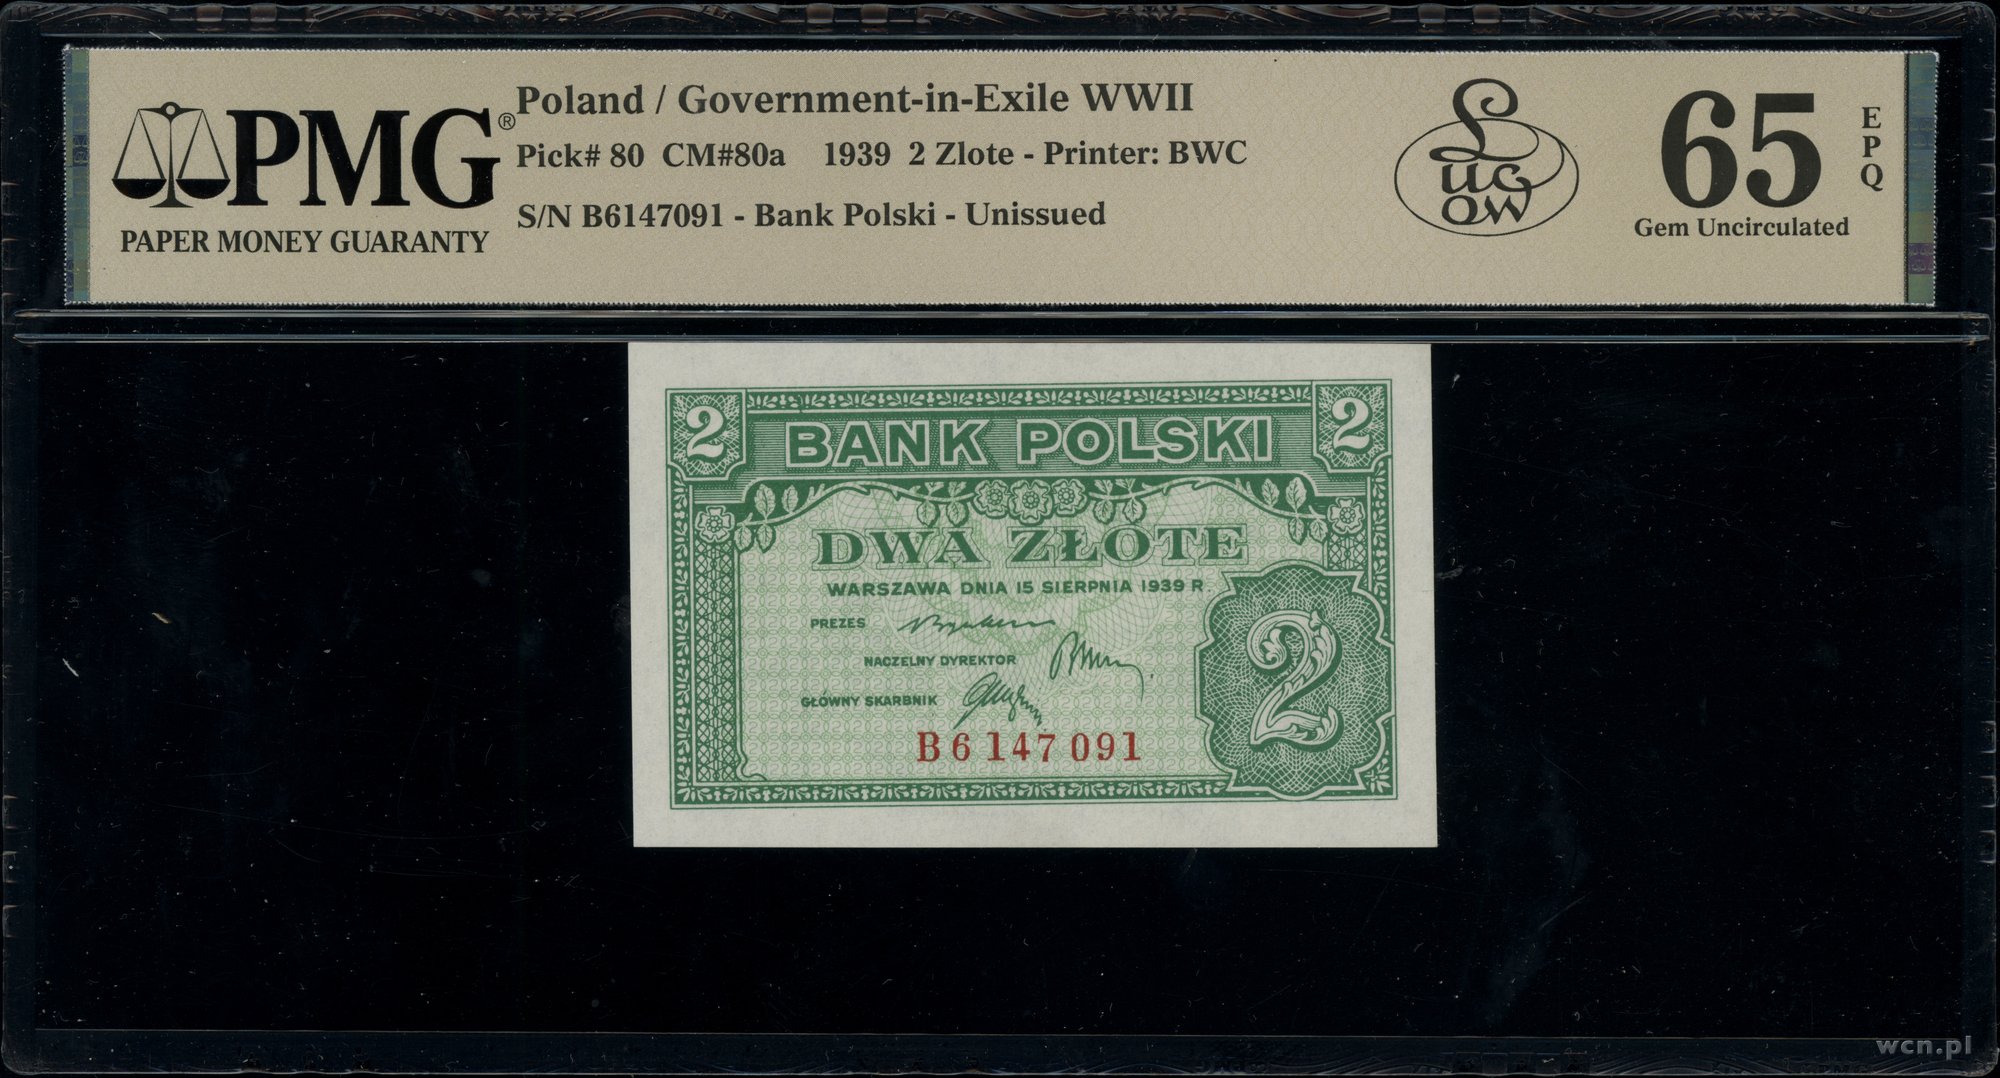 PMG®
PAPER MONEY GUARANTY
Poland / Government-in-Exile WWII
Pick# 80 CM#80a 1939 2 Zlote - Printer: BWC
S/N B6147091 - Bank Polski - Unissued
Lucow
65
EPQ
Gem Uncirculated
2 BANK POLSKI 2
DWA ZŁOTE
WARSZAWA DNIA 15 SIERPNIA 1939 R.
PREZES
NACZELNY DYREKTOR
GŁÓWNY SKARBNIK
2
B 6 147 091
wcn.pl